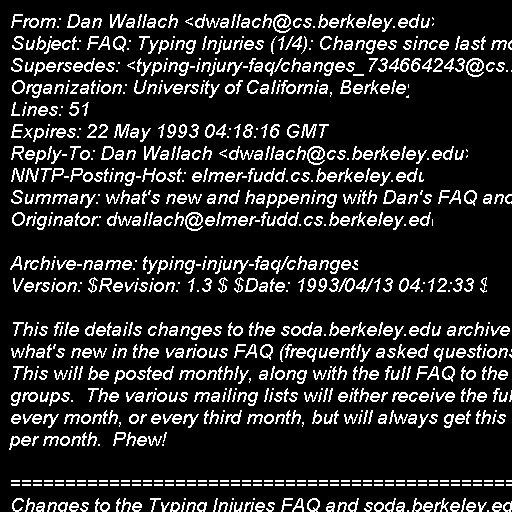 From: Dan Wallach <dwallach@cs.berkeley.edu>
Subject: FAQ: Typing Injuries (1/4): Changes since last mo
Supersedes: <typing-injury-faq/changes_734664243@cs.
Organization: University of California, Berkeley
Lines: 51
Expires: 22 May 1993 04:18:16 GMT
Reply-To: Dan Wallach <dwallach@cs.berkeley.edu>
NNTP-Posting-Host: elmer-fudd.cs.berkeley.edu
Summary: what's new and happening with Dan's FAQ and
Originator: dwallach@elmer-fudd.cs.berkeley.edu

Archive-name: typing-injury-faq/changes
Version: $Revision: 1.3 $ $Date: 1993/04/13 04:12:33 $

This file details changes to the soda.berkeley.edu archive
what's new in the various FAQ (frequently asked questions
This will be posted monthly, along with the full FAQ to the
groups.  The various mailing lists will either receive the ful
every month, or every third month, but will always get this
per month.  Phew!

==============================================
Changes to the Typing Injuries FAQ and soda.berkeley.ed